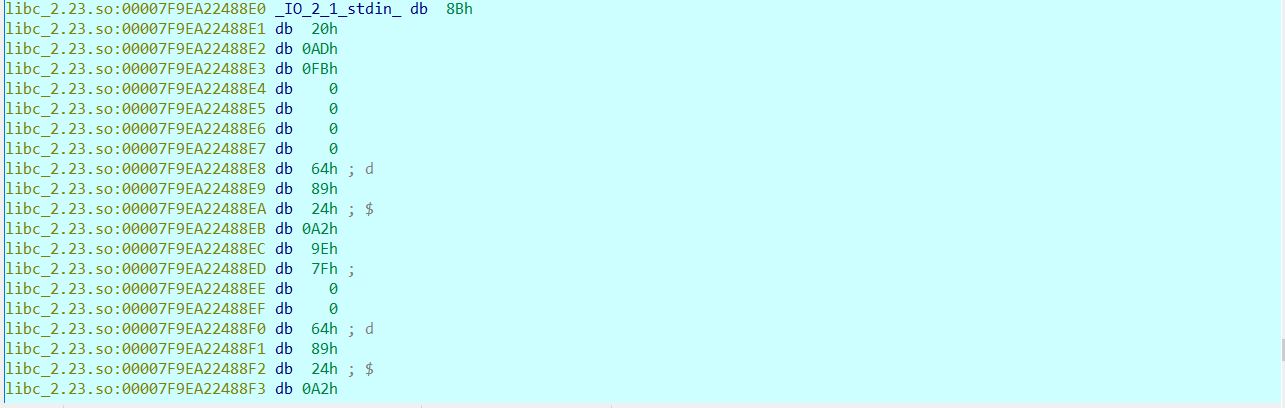 libc_2.23.so:00007F9EA22488E0 _IO_2_1_stdin_ db  8Bh
libc_2.23.so:00007F9EA22488E1 db  20h
libc_2.23.so:00007F9EA22488E2 db 0ADh
libc_2.23.so:00007F9EA22488E3 db 0FBh
libc_2.23.so:00007F9EA22488E4 db    0
libc_2.23.so:00007F9EA22488E5 db    0
libc_2.23.so:00007F9EA22488E6 db    0
libc_2.23.so:00007F9EA22488E7 db    0
libc_2.23.so:00007F9EA22488E8 db  64h ; d
libc_2.23.so:00007F9EA22488E9 db  89h
libc_2.23.so:00007F9EA22488EA db  24h ; $
libc_2.23.so:00007F9EA22488EB db 0A2h
libc_2.23.so:00007F9EA22488EC db  9Eh
libc_2.23.so:00007F9EA22488ED db  7Fh ;
libc_2.23.so:00007F9EA22488EE db    0
libc_2.23.so:00007F9EA22488EF db    0
libc_2.23.so:00007F9EA22488F0 db  64h ; d
libc_2.23.so:00007F9EA22488F1 db  89h
libc_2.23.so:00007F9EA22488F2 db  24h ; $
libc_2.23.so:00007F9EA22488F3 db 0A2h